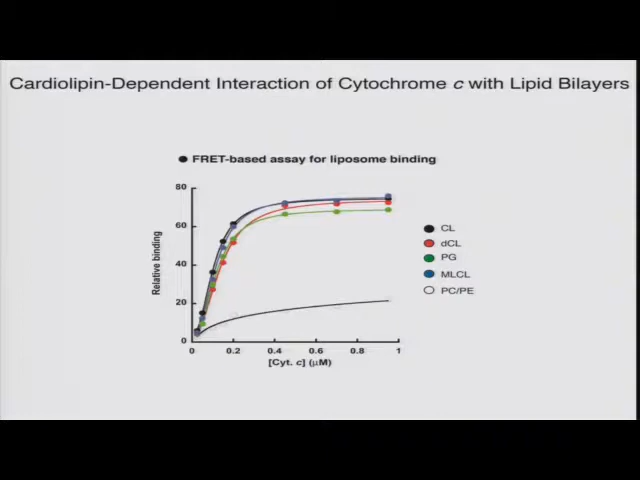 Cardiolipin-Dependent Interaction of Cytochrome c with Lipid Bilayers
● FRET-based assay for liposome binding
80
60
40
20
0
Relative binding
0 0.2 0.4 0.6 0.8 1
[Cyt. c] (μM)
CL
dCL
PG
MLCL
PC/PE